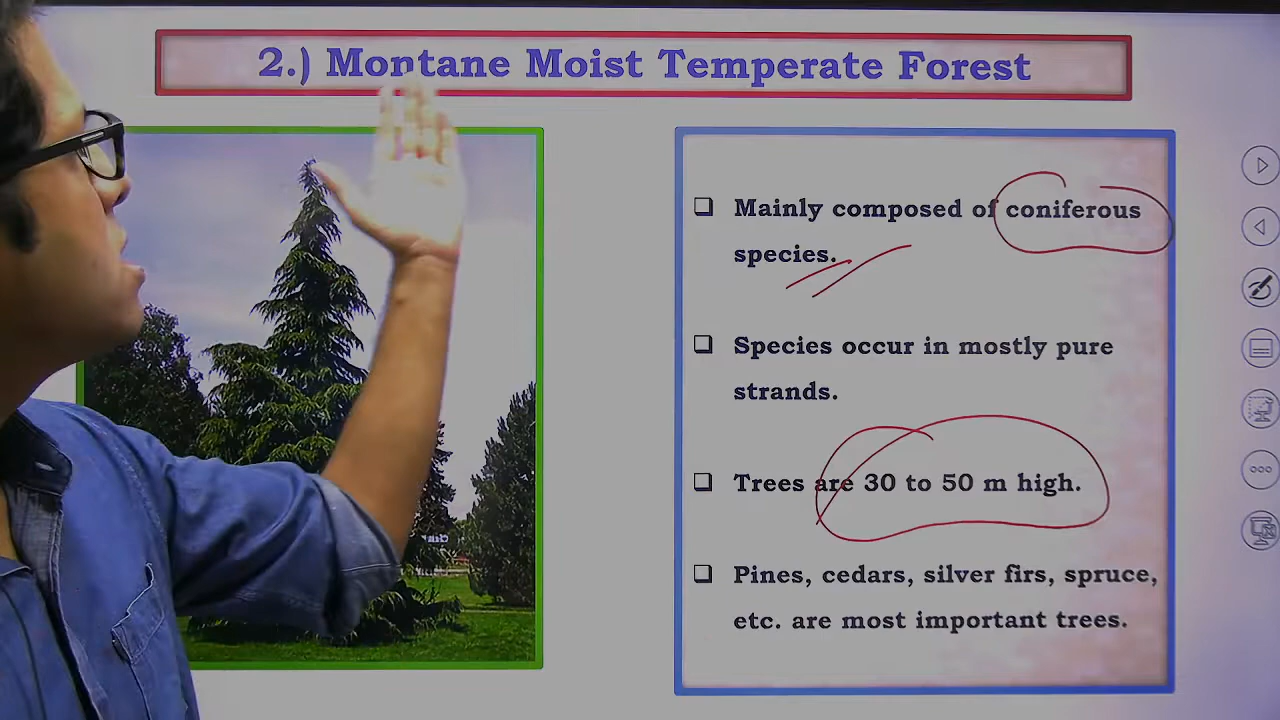 2.) Montane Moist Temperate Forest
Mainly composed of coniferous
species.
Species occur in mostly pure
strands.
Trees are 30 to 50 m high.
Pines, cedars, silver firs, spruce,
etc. are most important trees.